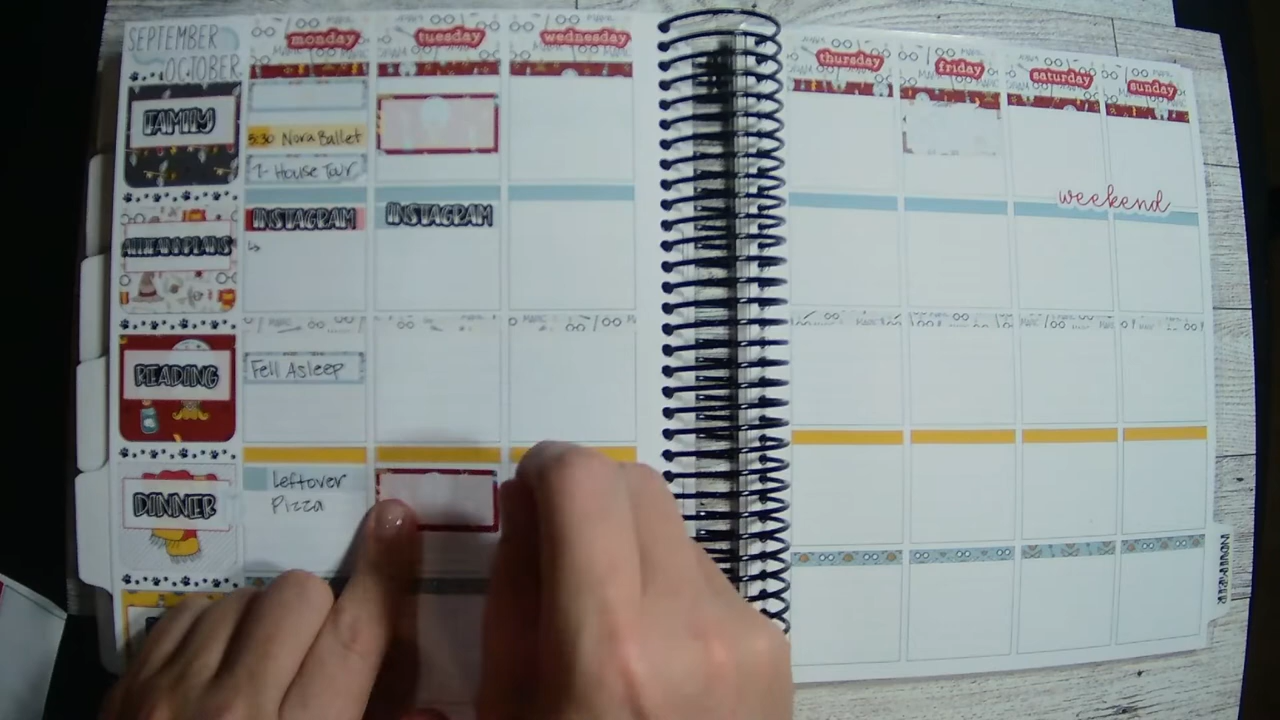 SEPTEMBER
OCTOBER
monday
tuesday
wednesday
thursday
friday
saturday
sunday
FAMILY
5:30 Nora Ballet
7- House Tour
weekend
INSTAGRAM
INSTAGRAM
READING
Fell Asleep
DINNER
Leftover
Pizza